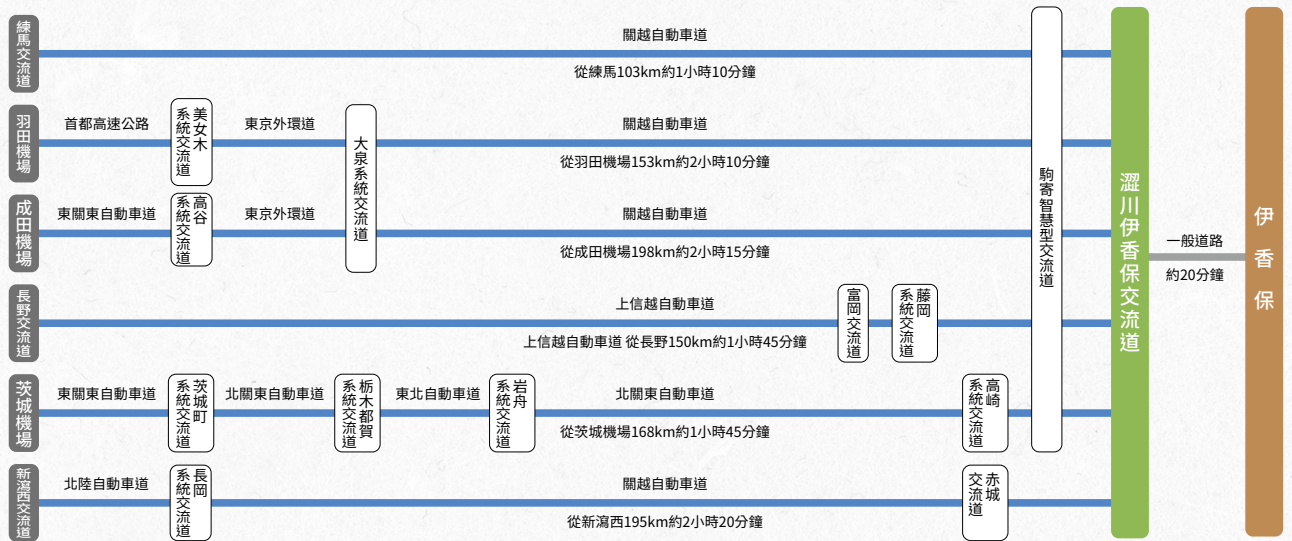 練馬交流道
關越自動車道
從練馬103km約1小時10分鐘
羽田機場
首都高速公路
美女木
系統交流道
東京外環道
大泉系統交流道
關越自動車道
從羽田機場153km約2小時10分鐘
成田機場
東關東自動車道
高谷
系統交流道
東京外環道
關越自動車道
從成田機場198km約2小時15分鐘
長野交流道
上信越自動車道
上信越自動車道 從長野150km約1小時45分鐘
富岡交流道
藤岡
系統交流道
茨城機場
東關東自動車道
茨城町
系統交流道
北關東自動車道
栃木都賀
系統交流道
東北自動車道
岩舟
系統交流道
北關東自動車道
從茨城機場168km約1小時45分鐘
高崎
系統交流道
新瀉西交流道
北陸自動車道
長岡
系統交流道
關越自動車道
從新瀉西195km約2小時20分鐘
赤城
交流道
駒寄智慧型交流道
澀川伊香保交流道
一般道路
約20分鐘
伊香保